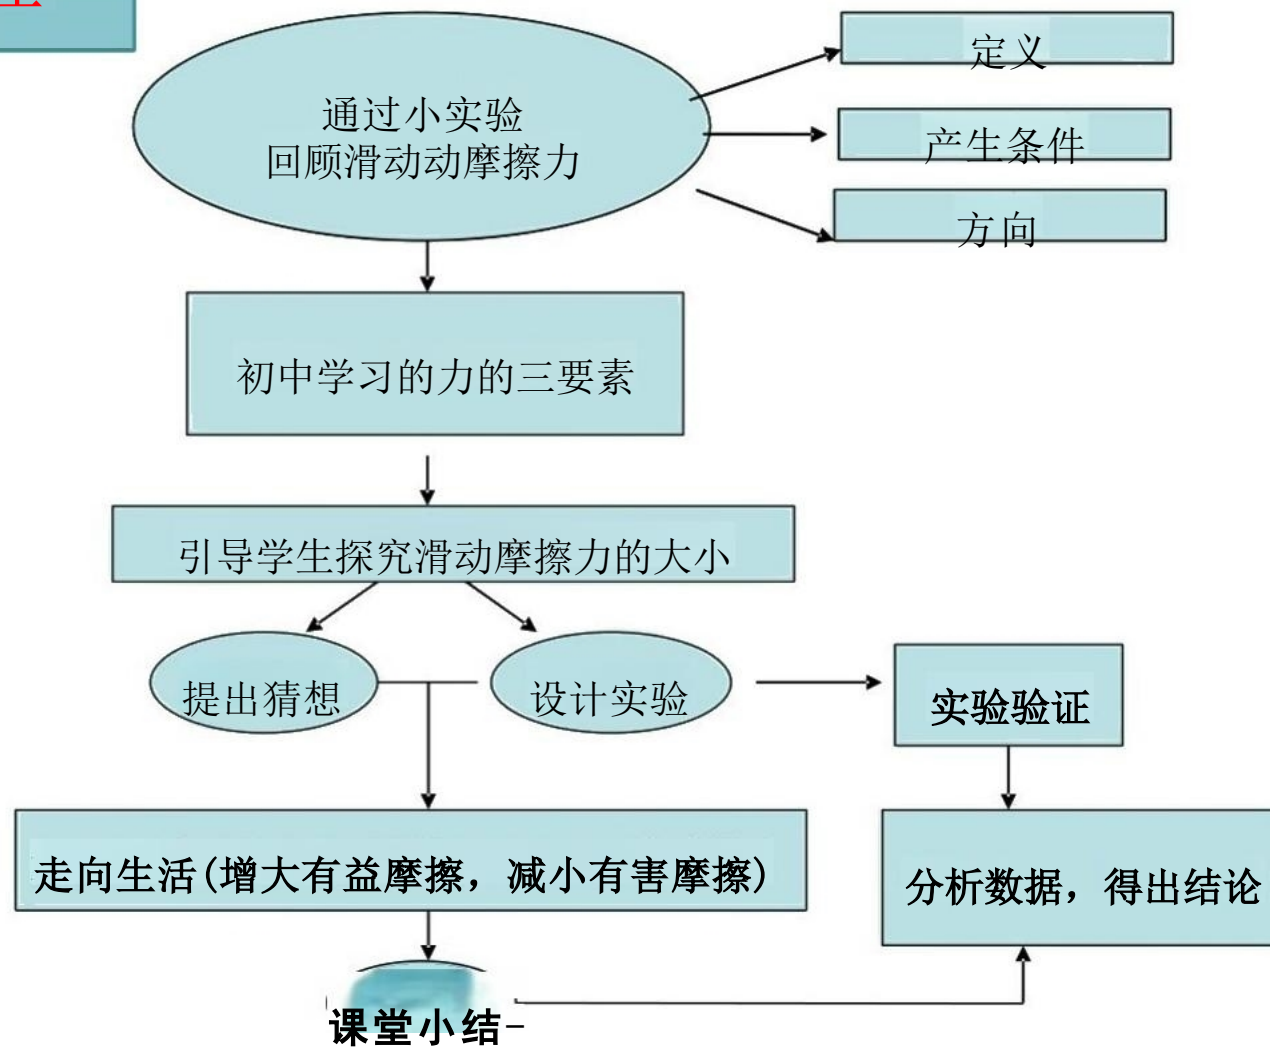 定义
通过小实验
回顾滑动动摩擦力
产生条件
方向
初中学习的力的三要素
引导学生探究滑动摩擦力的大小
提出猜想
设计实验
实验验证
走向生活(增大有益摩擦，减小有害摩擦)
分析数据，得出结论
课堂小结